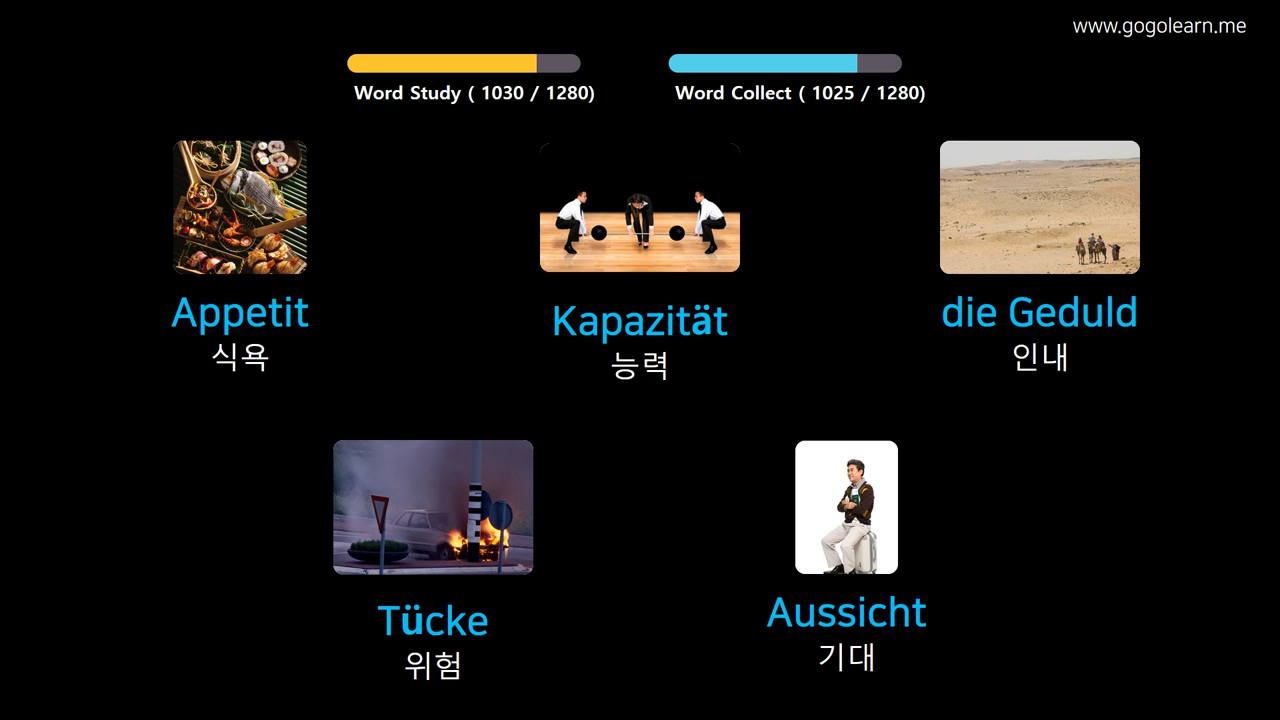 www.gogolearn.me
Word Study ( 1030 / 1280)
Word Collect ( 1025 / 1280)
Appetit
식욕
Kapazität
능력
die Geduld
인내
Tücke
위험
Aussicht
기대